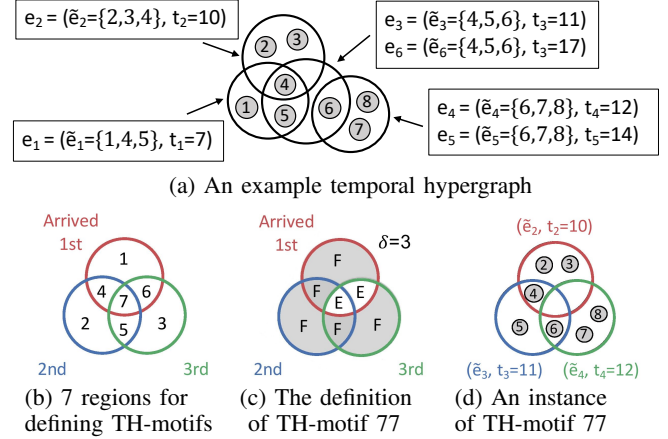 e₂ = (ẽ₂={2,3,4}, t₂=10)
e₃ = (ẽ₃={4,5,6}, t₃=11)
e₆ = (ẽ₆={4,5,6}, t₃=17)
2 3
4
1 5 6 8
7
e₄ = (ẽ₄={6,7,8}, t₄=12)
e₅ = (ẽ₅={6,7,8}, t₅=14)
e₁ = (ẽ₁={1,4,5}, t₁=7)
(a) An example temporal hypergraph
Arrived
1st
1
4 6
7
2 5 3
2nd 3rd
(b) 7 regions for
defining TH-motifs
Arrived
1st
δ=3
F
F E
E
F F F
2nd 3rd
(c) The definition
of TH-motif 77
(ẽ₂, t₂=10)
2 3
4
5 6 7 8
(ẽ₃, t₃=11) (ẽ₄, t₄=12)
(d) An instance
of TH-motif 77